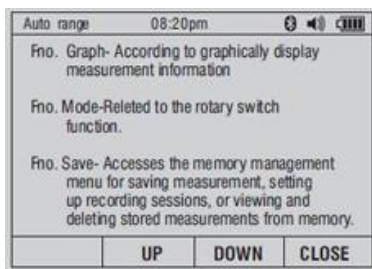 Auto range 08:20pm
Fno. Graph- According to graphically display
measurement information
Fno. Mode-Releted to the rotary switch
function.
Fno. Save- Accesses the memory management
menu for saving measurement, setting
up recording sessions, or viewing and
deleting stored measurements from memory.
UP DOWN CLOSE